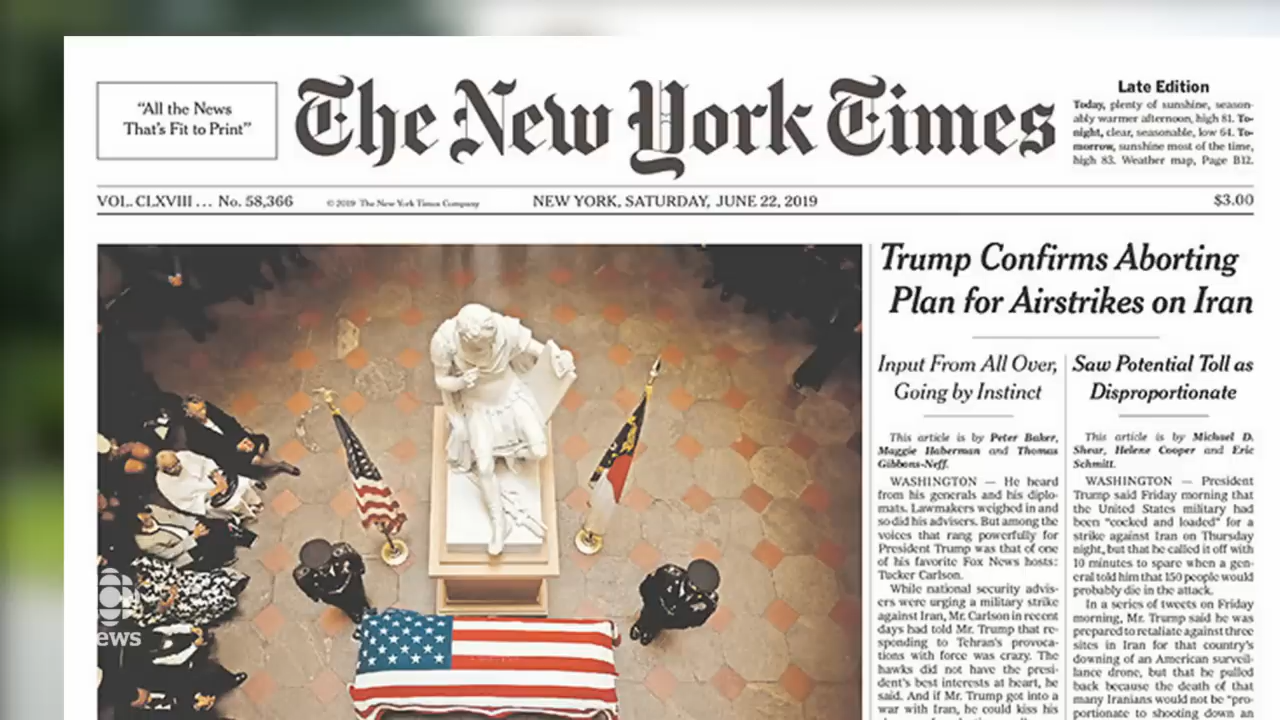 “All the News
That’s Fit to Print”
The New York Times
Late Edition
Today, plenty of sunshine, season-
ably warmer afternoon, high 81. To-
night, clear, seasonable, low 64. To-
morrow, sunshine most of the time,
high 83. Weather map, Page B12.
VOL. CLXVIII ... No. 58,366
© 2019 The New York Times Company
NEW YORK, SATURDAY, JUNE 22, 2019
$3.00
Trump Confirms Aborting
Plan for Airstrikes on Iran
Input From All Over,
Going by Instinct
This article is by Peter Baker,
Maggie Haberman and Thomas
Gibbons-Neff.
WASHINGTON — He heard
from his generals and his diplo-
mats. Lawmakers weighed in and
so did his advisers. But among the
voices that rang powerfully for
President Trump was that of one
of his favorite Fox News hosts:
Tucker Carlson.
While national security advis-
ers were urging a military strike
against Iran, Mr. Carlson in recent
days had told Mr. Trump that re-
sponding to Tehran’s provoca-
tions with force was crazy. The
hawks did not have the presi-
dent’s best interests at heart, he
said. And if Mr. Trump got into a
war with Iran, he could kiss his
Saw Potential Toll as
Disproportionate
This article is by Michael D.
Shear, Helene Cooper and Eric
Schmitt.
WASHINGTON — President
Trump said Friday morning that
the United States military had
been “cocked and loaded” for a
strike against Iran on Thursday
night, but that he called it off with
10 minutes to spare when a gen-
eral told him that 150 people would
probably die in the attack.
In a series of tweets on Friday
morning, Mr. Trump said he was
prepared to retaliate against three
sites in Iran for that country’s
downing of an American surveil-
lance drone, but that he pulled
back because the death of that
many Iranians would not be “pro-
portionate to shooting down an
ews